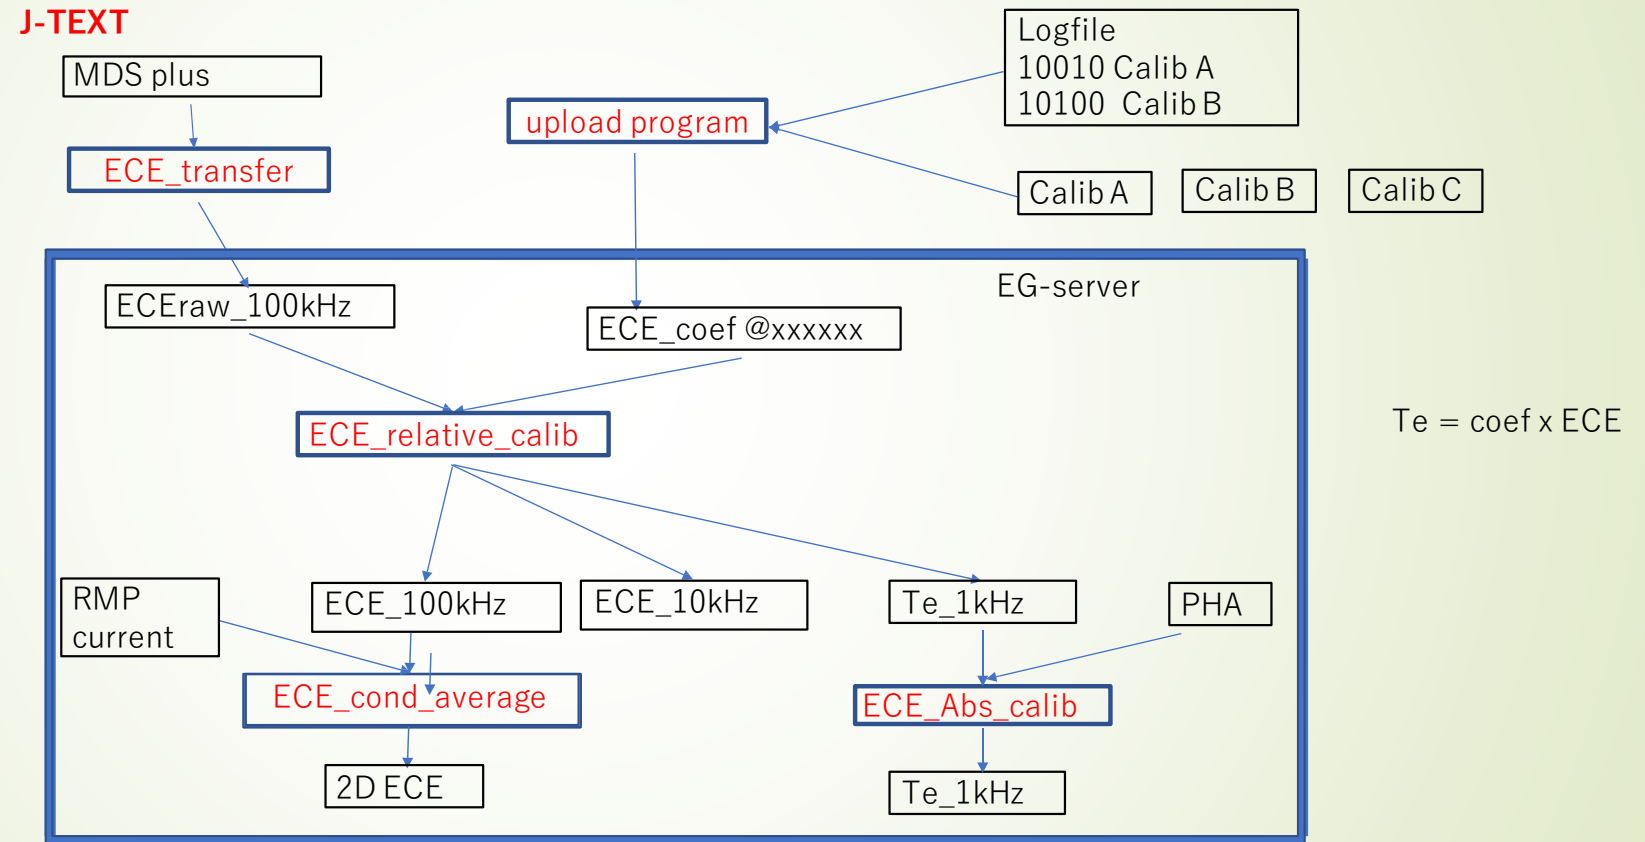 J-TEXT
MDS plus
ECE_transfer
upload program
Logfile
10010 Calib A
10100 Calib B
Calib A
Calib B
Calib C
EG-server
ECEraw_100kHz
ECE_coef @xxxxxx
ECE_relative_calib
Te = coef x ECE
RMP
current
ECE_100kHz
ECE_10kHz
Te_1kHz
PHA
ECE_cond_average
ECE_Abs_calib
2D ECE
Te_1kHz